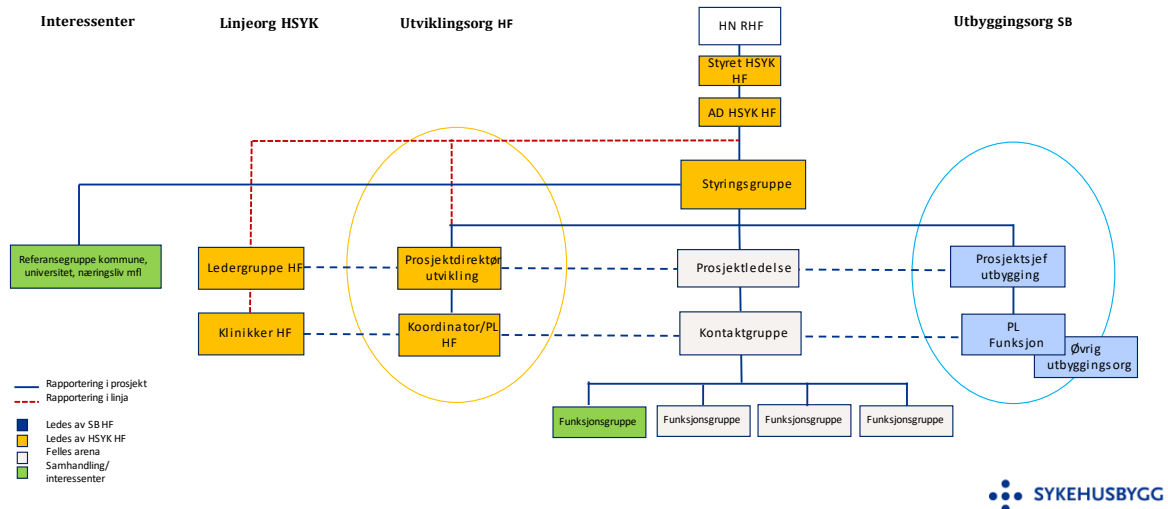 Interessenter
Linjeorg HSYK
Utviklingsorg HF
Utbyggingsorg SB
HN RHF
Styret HSYK
HF
AD HSYK HF
Styringsgruppe
Referansegruppe kommune,
universitet, næringsliv mfl
Ledergruppe HF
Prosjektdirektør
utvikling
Prosjektledelse
Prosjektsjef
utbygging
Klinikker HF
Koordinator/PL
HF
Kontaktgruppe
PL
Funksjon
Øvrig
utbyggingsorg
Funksjonsgruppe
Funksjonsgruppe
Funksjonsgruppe
Funksjonsgruppe
Rapportering i prosjekt
Rapportering i linja
Ledes av SB HF
Ledes av HSYK HF
Felles arena
Samhandling/
interessenter
SYKEHUSBYGG